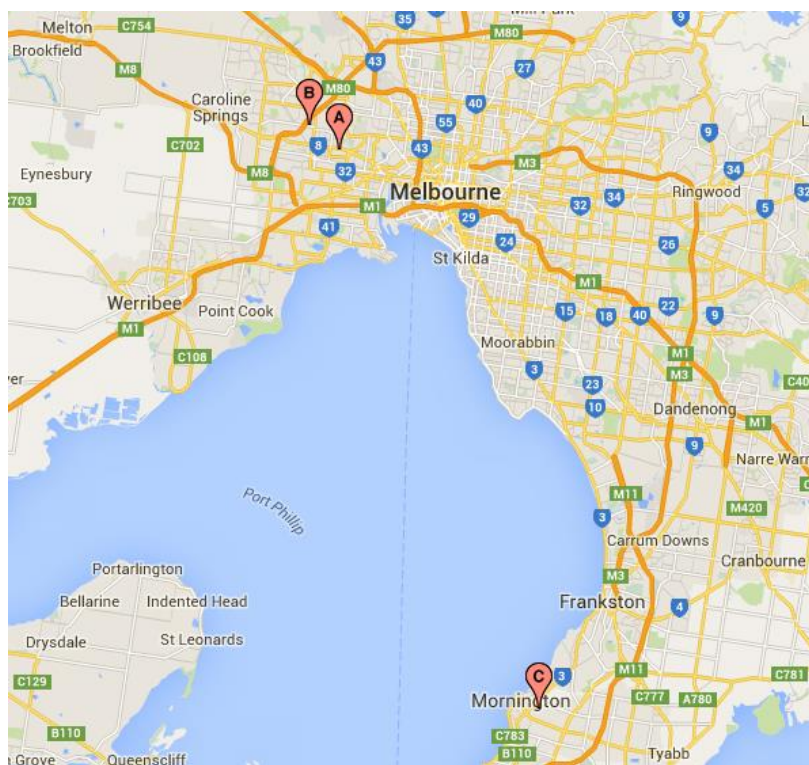 Melton
C754
Brookfield
M8
35
Mill Park
M80
9
43
27
B
M80
Caroline
Springs
40
A
C702
8
55
9
43
32
M8
M3
34
Eynesbury
Melbourne
Ringwood
C703
M1
32
34
5
41
29
24
26
St Kilda
M1
Werribee
Point Cook
22
15
18
40
9
M1
Moorabbin
M1
C108
3
M3
C40
23
10
Dandenong
M1
9
Narre Warr
M11
M420
Port Phillip
3
Carrum Downs
Cranbourne
Portarlington
M3
Bellarine
Indented Head
Frankston
4
Drysdale
St Leonards
C129
C
3
M11
C781
Mornington
C777
A780
B110
C783
B110
Tyabb
n Grove
Queenscliff